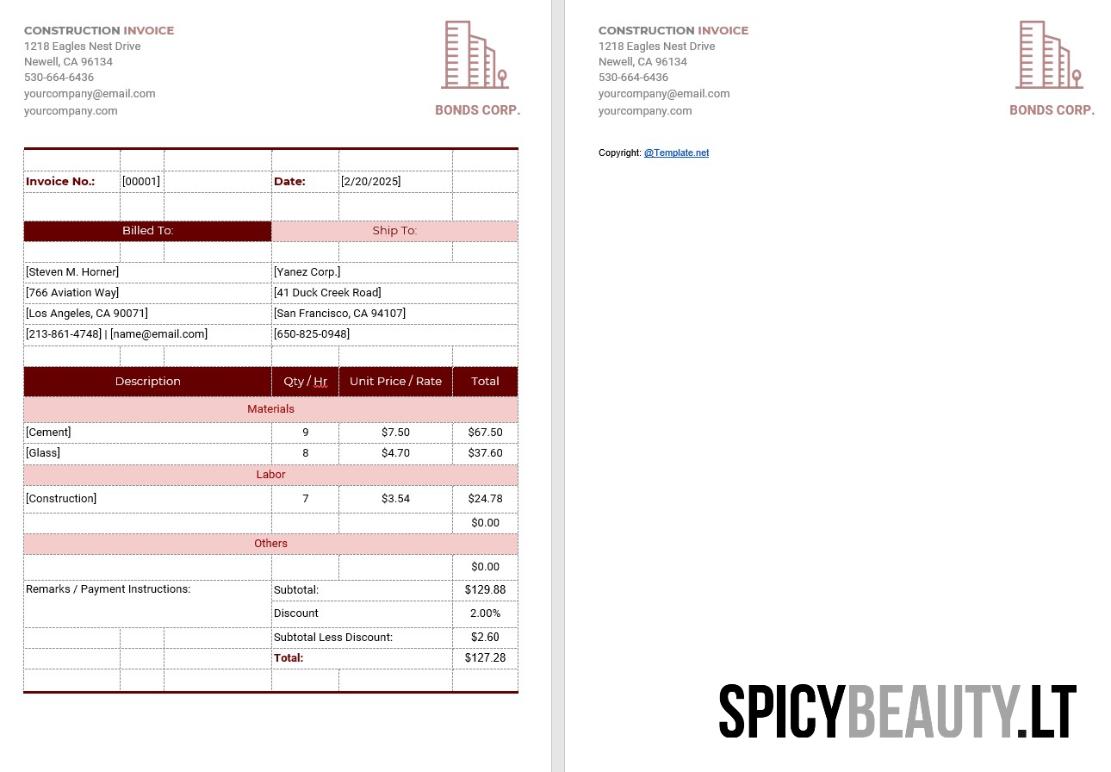 CONSTRUCTION INVOICE
1218 Eagles Nest Drive
Newell, CA 96134
530-664-6436
yourcompany@email.com
yourcompany.com
BONDS CORP.
Invoice No.: [00001] Date: [2/20/2025]
Billed To: Ship To:
[Steven M. Horner] [Yanez Corp.]
[766 Aviation Way] [41 Duck Creek Road]
[Los Angeles, CA 90071] [San Francisco, CA 94107]
[213-861-4748] | [name@email.com] [650-825-0948]
Description Qty / Hr Unit Price / Rate Total
Materials
[Cement] 9 $7.50 $67.50
[Glass] 8 $4.70 $37.60
Labor
[Construction] 7 $3.54 $24.78
$0.00
Others
$0.00
Remarks / Payment Instructions: Subtotal: $129.88
Discount 2.00%
Subtotal Less Discount: $2.60
Total: $127.28
CONSTRUCTION INVOICE
1218 Eagles Nest Drive
Newell, CA 96134
530-664-6436
yourcompany@email.com
yourcompany.com
BONDS CORP.
Copyright: @Template.net
SPICYBEAUTY.LT